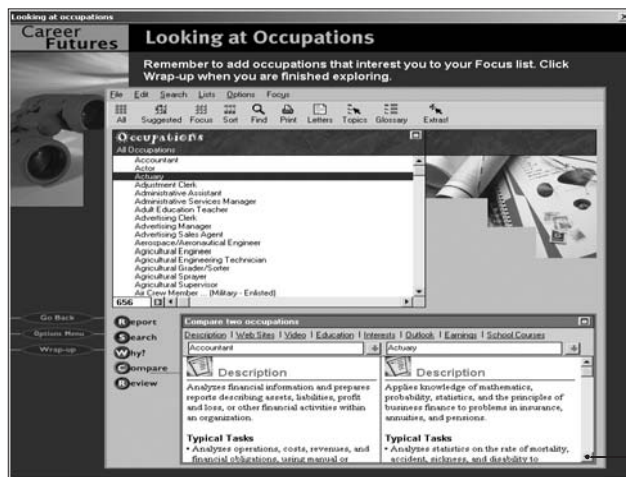 Looking at occupations
Career
Futures
Looking at Occupations
Remember to add occupations that interest you to your Focus list. Click
Wrap-up when you are finished exploring.
File Edit Search Lists Options Focus
All Suggested Focus Sort Find Print Letters Topics Glossary Extras!
Occupations
All Occupations
Accountant
Actor
Actuary
Adjustment Clerk
Administrative Assistant
Administrative Services Manager
Adult Education Teacher
Advertising Clerk
Advertising Manager
Advertising Sales Agent
Aerospace/Aeronautical Engineer
Agricultural Engineer
Agricultural Engineering Technician
Agricultural Grader/Sorter
Agricultural Sprayer
Agricultural Supervisor
Air Crew Member ... (Military - Enlisted)
656
Go Back
Options Menu
Wrap-up
Report
Search
Why?
Compare
Review
Compare two occupations
Description | Web Sites | Video | Education | Interests | Outlook | Earnings | School Courses
Accountant
Description
Analyzes financial information and prepares
reports describing assets, liabilities, profit
and loss, or other financial activities within
an organization.
Typical Tasks
• Analyzes operations, costs, revenues, and
financial obligations, using manual or
Actuary
Description
Applies knowledge of mathematics,
probability, statistics, and the principles of
business finance to problems in insurance,
annuities, and pensions.
Typical Tasks
• Analyzes statistics on the rate of mortality,
accident, sickness, and disability to